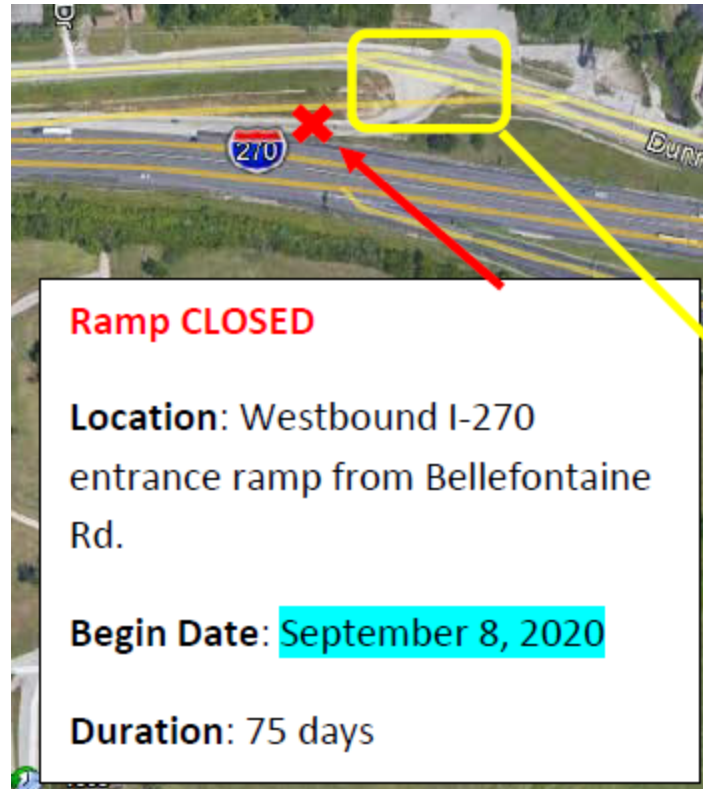 Dr
270
Dunn
Ramp CLOSED
Location: Westbound I-270
entrance ramp from Bellefontaine
Rd.
Begin Date: September 8, 2020
Duration: 75 days